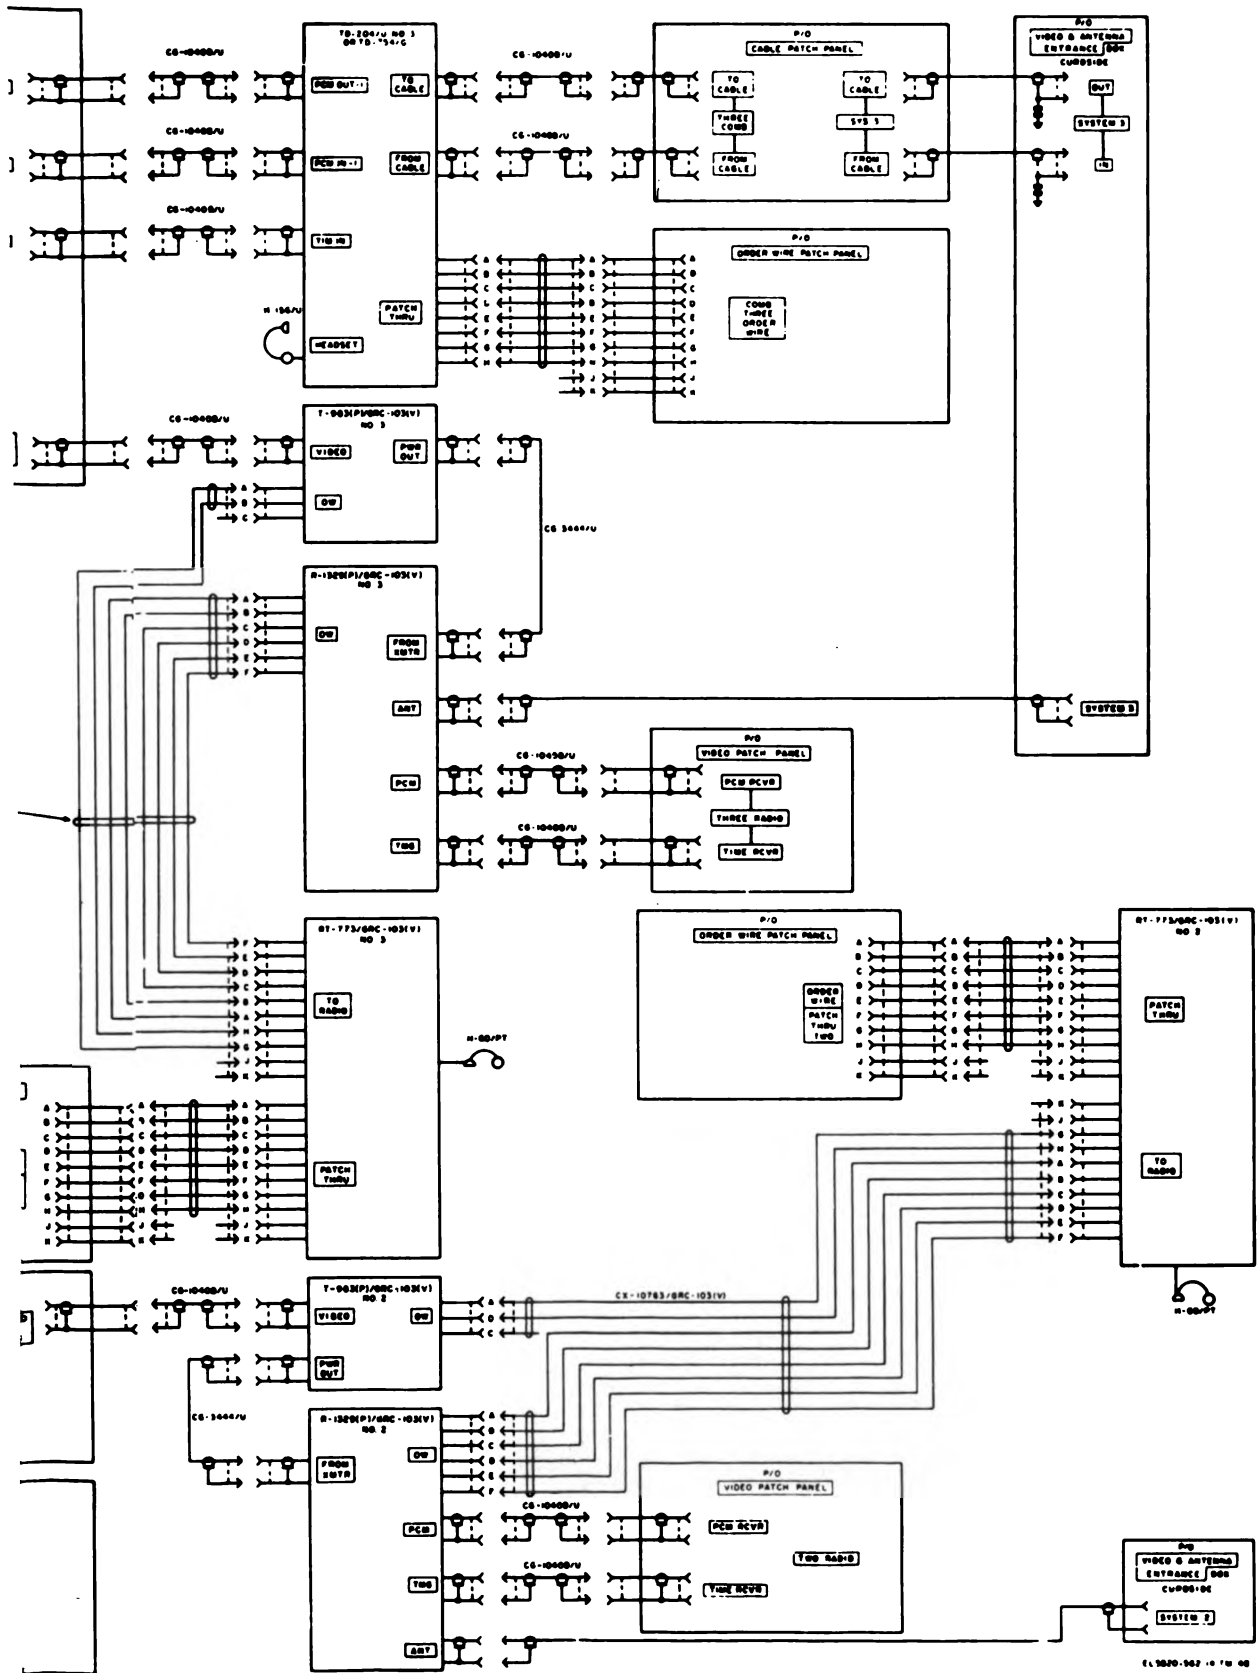 TD-204/U NO. 3
OR TD-754/G
CG-1040B/U
PCM OUT-1
TO
CABLE
CG-1040B/U
P/O
CABLE PATCH PANEL
TO
CABLE
THREE
COMB
FROM
CABLE
TO
CABLE
SYS 3
FROM
CABLE
P/O
VIDEO & ANTENNA
ENTRANCE BOX
CURBSIDE
OUT
SYSTEM 3
IN
CG-1040B/U
PCM IN-1
FROM
CABLE
CG-1040B/U
CG-1040B/U
TIM IN
PATCH
THRU
H-156/U
HEADSET
P/O
ORDER WIRE PATCH PANEL
COMB
THREE
ORDER
WIRE
T-983(P)/GRC-103(V)
NO. 3
CG-1040B/U
VIDEO
PWR
OUT
OW
A
B
C
CG-3444/U
R-1329(P)/GRC-103(V)
NO. 3
A
B
C
D
E
F
OW
FROM
XMTR
ANT
SYSTEM 3
PCM
CG-1040B/U
TMG
CG-1040B/U
P/O
VIDEO PATCH PANEL
PCM RCVR
THREE RADIO
TIME RCVR
RT-773/GRC-103(V)
NO. 3
F
E
D
C
B
A
H
G
J
K
TO
RADIO
H-80/PT
A
B
C
D
E
F
G
H
J
K
PATCH
THRU
P/O
ORDER WIRE PATCH PANEL
ORDER
WIRE
PATCH
THRU
TWO
A
B
C
D
E
F
G
H
J
K
RT-773/GRC-103(V)
NO. 2
PATCH
THRU
K
J
G
H
A
B
C
D
E
F
TO
RADIO
H-80/PT
T-983(P)/GRC-103(V)
NO. 2
CG-1040B/U
VIDEO
OW
PWR
OUT
CX-10763/GRC-103(V)
CG-3444/U
R-1329(P)/GRC-103(V)
NO. 2
FROM
XMTR
OW
A
B
C
D
E
F
PCM
CG-1040B/U
TMG
CG-1040B/U
ANT
P/O
VIDEO PATCH PANEL
PCM RCVR
TWO RADIO
TIME RCVR
P/O
VIDEO & ANTENNA
ENTRANCE BOX
CURBSIDE
SYSTEM 2